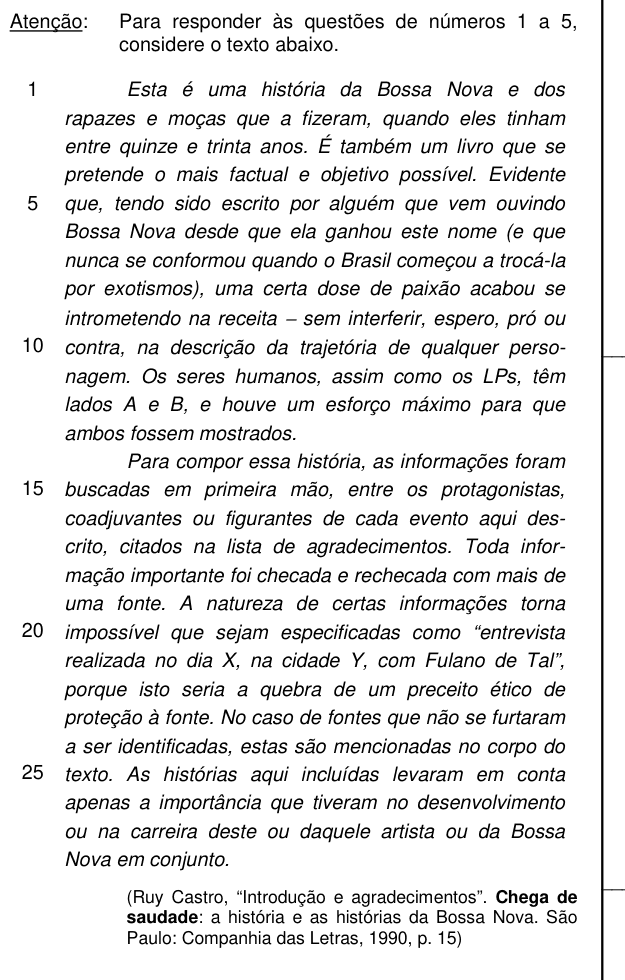 Atenção: Para responder às questões de números 1 a 5,
considere o texto abaixo.
1 Esta é uma história da Bossa Nova e dos
rapazes e moças que a fizeram, quando eles tinham
entre quinze e trinta anos. É também um livro que se
pretende o mais factual e objetivo possível. Evidente
5 que, tendo sido escrito por alguém que vem ouvindo
Bossa Nova desde que ela ganhou este nome (e que
nunca se conformou quando o Brasil começou a trocá-la
por exotismos), uma certa dose de paixão acabou se
intrometendo na receita − sem interferir, espero, pró ou
10 contra, na descrição da trajetória de qualquer perso-
nagem. Os seres humanos, assim como os LPs, têm
lados A e B, e houve um esforço máximo para que
ambos fossem mostrados.
Para compor essa história, as informações foram
15 buscadas em primeira mão, entre os protagonistas,
coadjuvantes ou figurantes de cada evento aqui des-
crito, citados na lista de agradecimentos. Toda infor-
mação importante foi checada e rechecada com mais de
uma fonte. A natureza de certas informações torna
20 impossível que sejam especificadas como “entrevista
realizada no dia X, na cidade Y, com Fulano de Tal”,
porque isto seria a quebra de um preceito ético de
proteção à fonte. No caso de fontes que não se furtaram
a ser identificadas, estas são mencionadas no corpo do
25 texto. As histórias aqui incluídas levaram em conta
apenas a importância que tiveram no desenvolvimento
ou na carreira deste ou daquele artista ou da Bossa
Nova em conjunto.
(Ruy Castro, “Introdução e agradecimentos”. Chega de
saudade: a história e as histórias da Bossa Nova. São
Paulo: Companhia das Letras, 1990, p. 15)